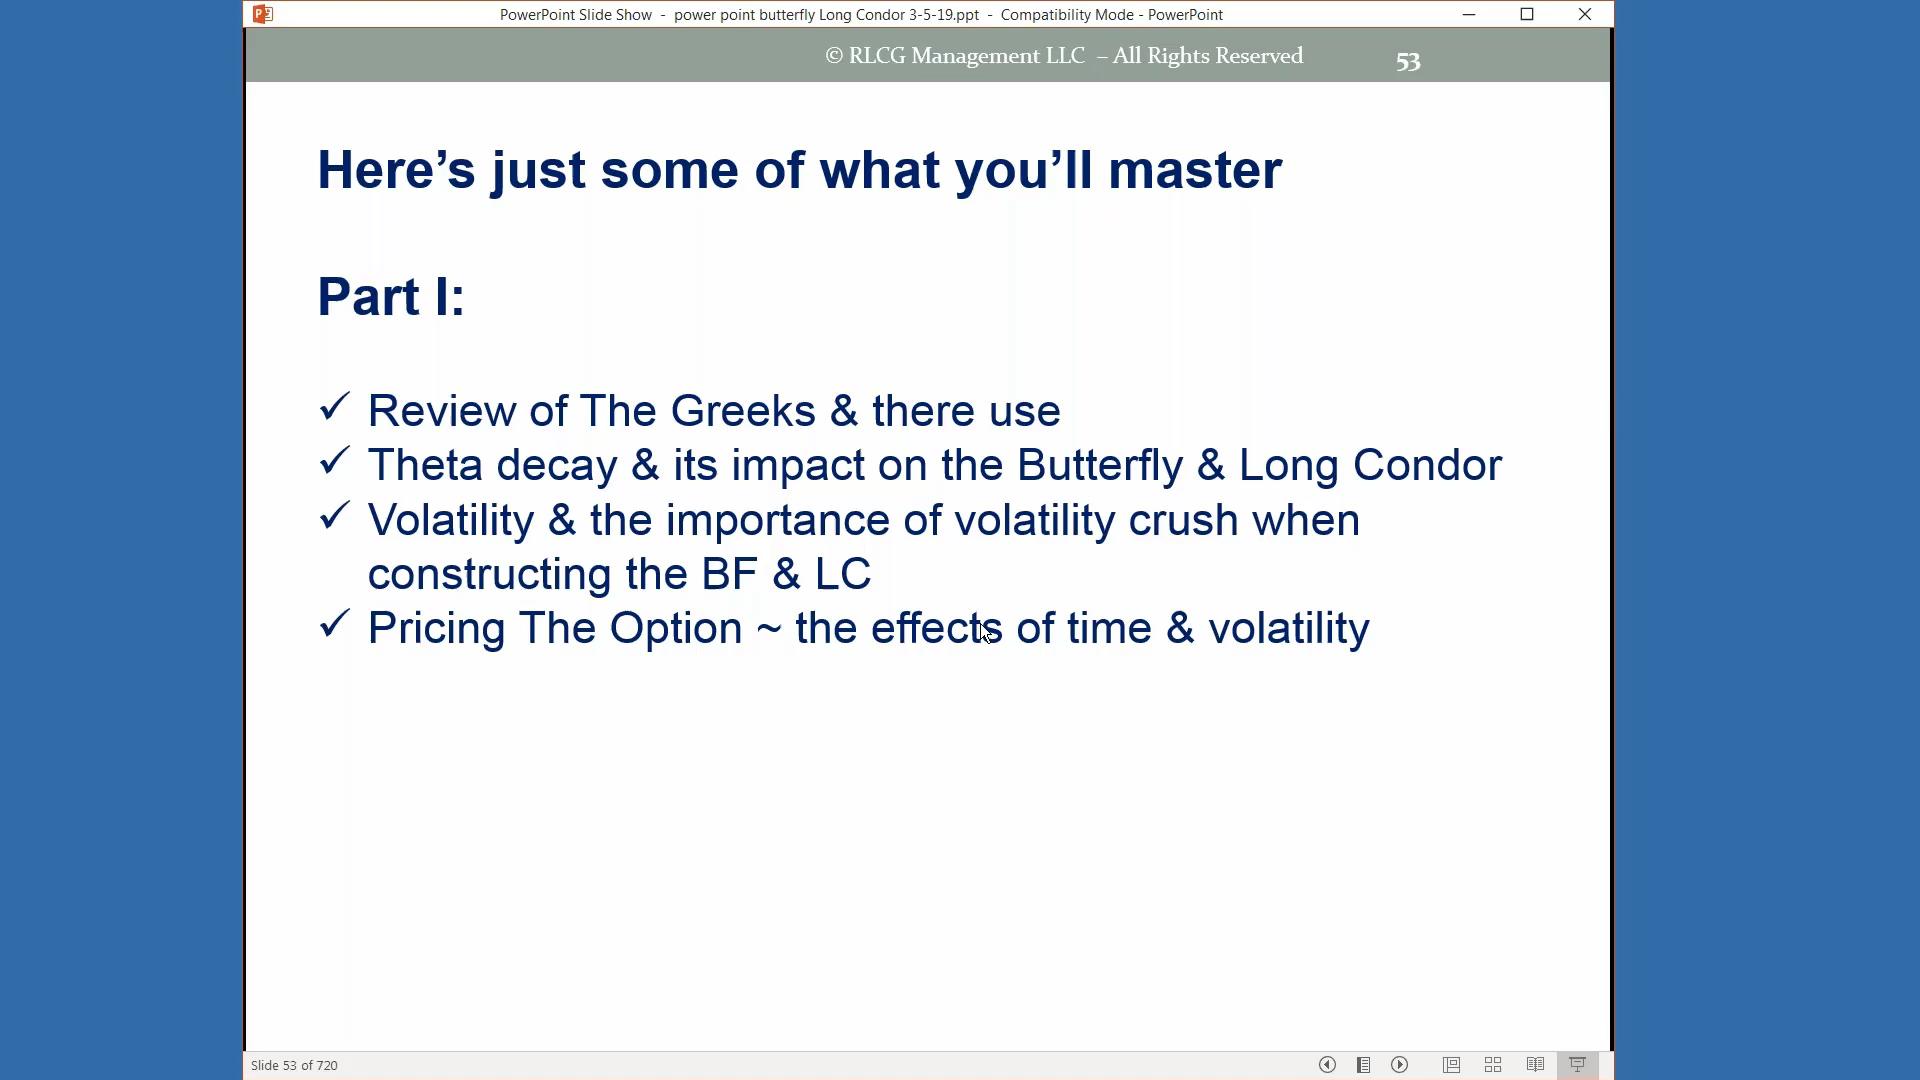 PowerPoint Slide Show - power point butterfly Long Condor 3-5-19.ppt - Compatibility Mode - PowerPoint
© RLCG Management LLC – All Rights Reserved 53
Here’s just some of what you’ll master
Part I:
✓ Review of The Greeks & there use
✓ Theta decay & its impact on the Butterfly & Long Condor
✓ Volatility & the importance of volatility crush when
constructing the BF & LC
✓ Pricing The Option ~ the effects of time & volatility
Slide 53 of 720